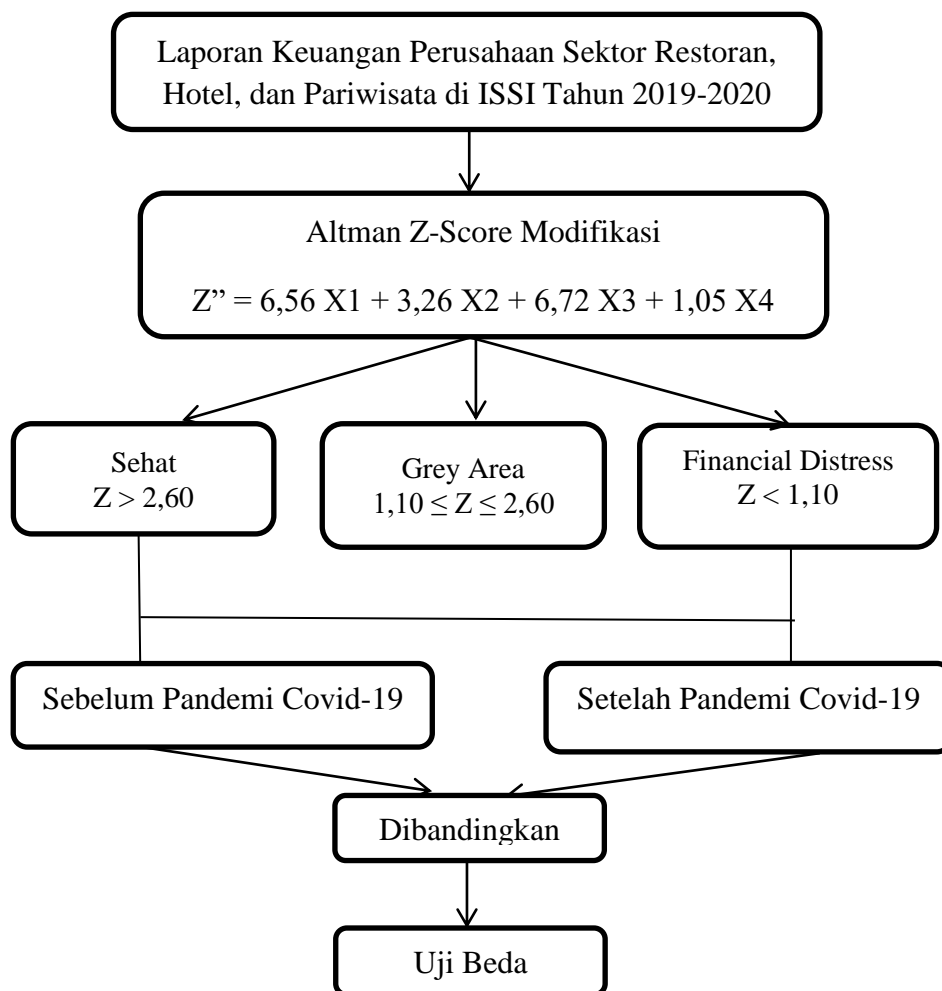 Laporan Keuangan Perusahaan Sektor Restoran,
Hotel, dan Pariwisata di ISSI Tahun 2019-2020
Altman Z-Score Modifikasi
Z” = 6,56 X1 + 3,26 X2 + 6,72 X3 + 1,05 X4
Sehat
Z > 2,60
Grey Area
1,10 ≤ Z ≤ 2,60
Financial Distress
Z < 1,10
Sebelum Pandemi Covid-19
Setelah Pandemi Covid-19
Dibandingkan
Uji Beda